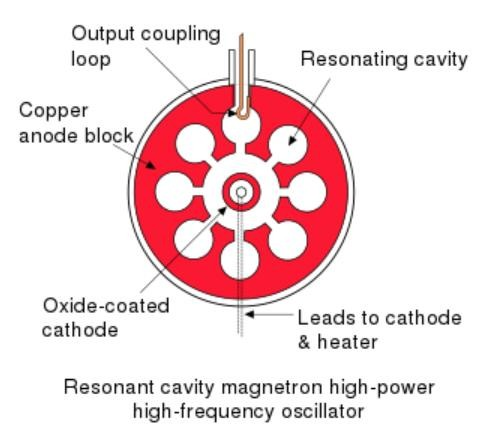 Output coupling
loop
Resonating cavity
Copper
anode block
Oxide-coated
cathode
Leads to cathode
& heater
Resonant cavity magnetron high-power
high-frequency oscillator